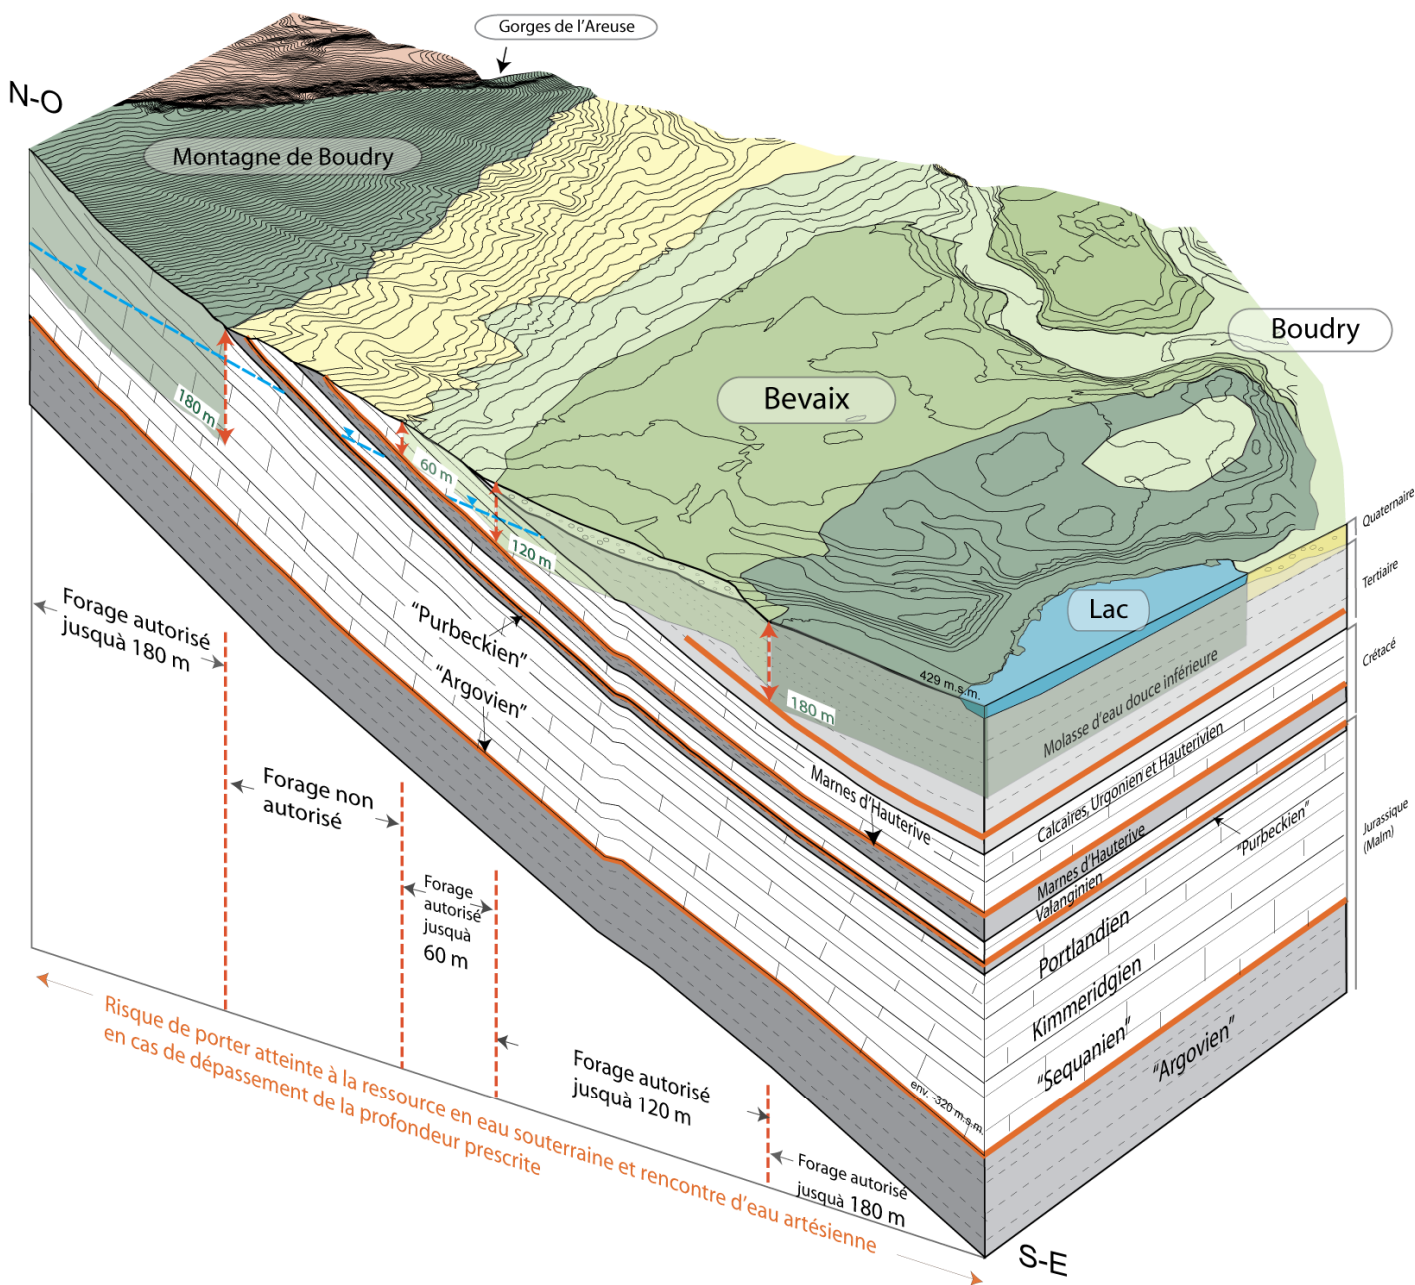 Gorges de l'Areuse
N-O
Montagne de Boudry
Boudry
Bevaix
180 m
60 m
120 m
Quaternaire
Tertiaire
Lac
Forage autorisé
jusquà 180 m
"Purbeckien"
"Argovien"
429 m.s.m.
180 m
Molasse d'eau douce inférieure
Crétacé
Forage non
autorisé
Marnes d'Hauterive
Calcaires, Urgonien et Hauterivien
Marnes d'Hauterive
Valanginien
"Purbeckien"
Jurassique
(Malm)
Forage
autorisé
jusquà
60 m
Portlandien
Kimmeridgien
"Sequanien"
"Argovien"
env. -320 m.s.m.
Forage autorisé
jusquà 120 m
Forage autorisé
jusquà 180 m
Risque de porter atteinte à la ressource en eau souterraine et rencontre d'eau artésienne
en cas de dépassement de la profondeur prescrite
S-E